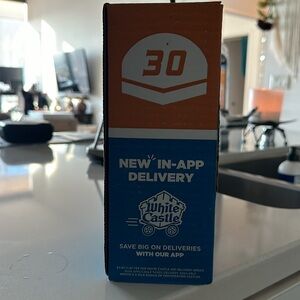 30
NEW IN-APP
DELIVERY
White
Castle
SAVE BIG ON DELIVERIES
WITH OUR APP